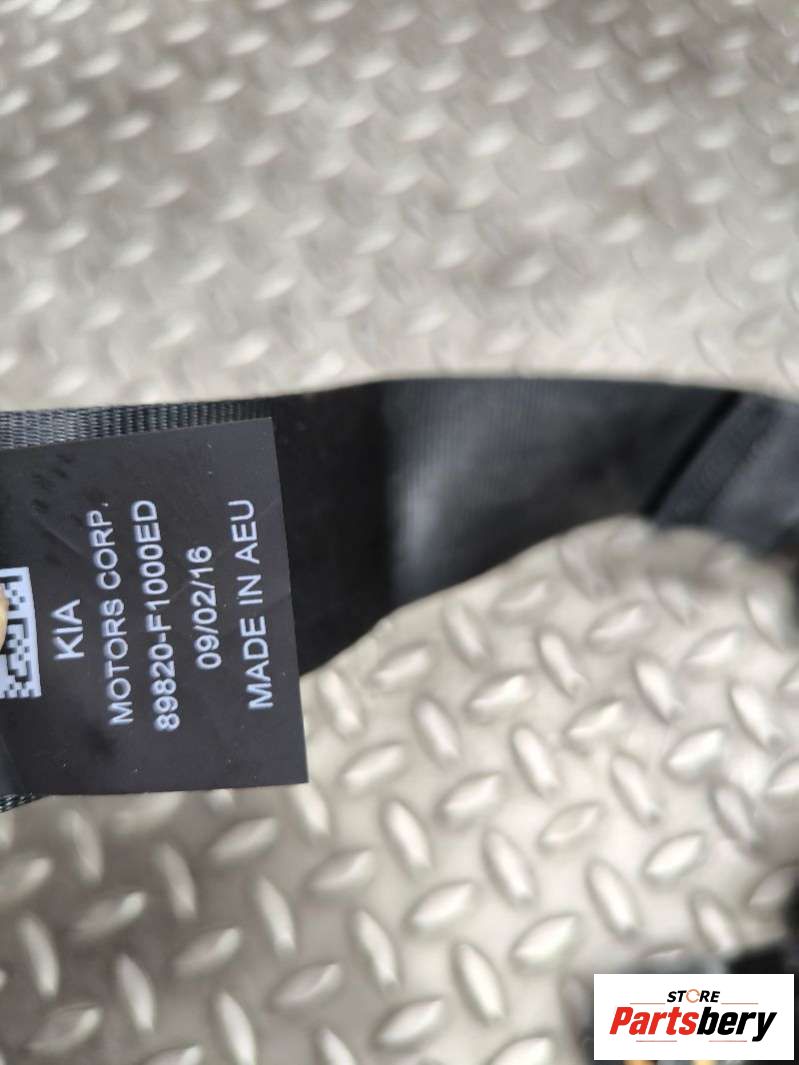 KIA
MOTORS CORP.
89820-F1000ED
09/02/16
MADE IN AEU
STORE
Partsbery